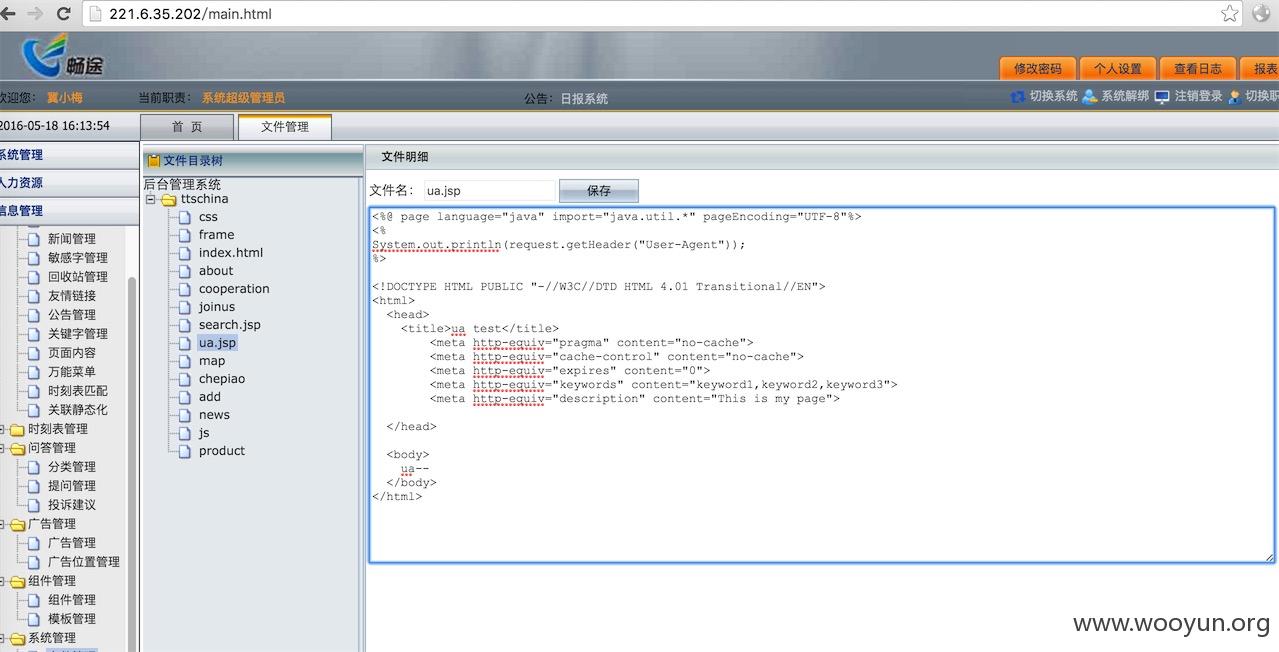 221.6.35.202/main.html
畅途
修改密码 个人设置 查看日志 报表
欢迎您： 冀小梅 当前职责： 系统超级管理员 公告： 日报系统 切换系统 系统解绑 注销登录 切换职
2016-05-18 16:13:54 首 页 文件管理
系统管理
人力资源
信息管理
新闻管理
敏感字管理
回收站管理
友情链接
公告管理
关键字管理
页面内容
万能菜单
时刻表匹配
关联静态化
时刻表管理
问答管理
分类管理
提问管理
投诉建议
广告管理
广告管理
广告位置管理
组件管理
组件管理
模板管理
系统管理
文件目录树
后台管理系统
ttschina
css
frame
index.html
about
cooperation
joinus
search.jsp
ua.jsp
map
chepiao
add
news
js
product
文件明细
文件名： ua.jsp 保存
<%@ page language="java" import="java.util.*" pageEncoding="UTF-8"%>
<%
System.out.println(request.getHeader("User-Agent"));
%>
<!DOCTYPE HTML PUBLIC "-//W3C//DTD HTML 4.01 Transitional//EN">
<html>
<head>
<title>ua test</title>
<meta http-equiv="pragma" content="no-cache">
<meta http-equiv="cache-control" content="no-cache">
<meta http-equiv="expires" content="0">
<meta http-equiv="keywords" content="keyword1,keyword2,keyword3">
<meta http-equiv="description" content="This is my page">
</head>
<body>
ua--
</body>
</html>
www.wooyun.org